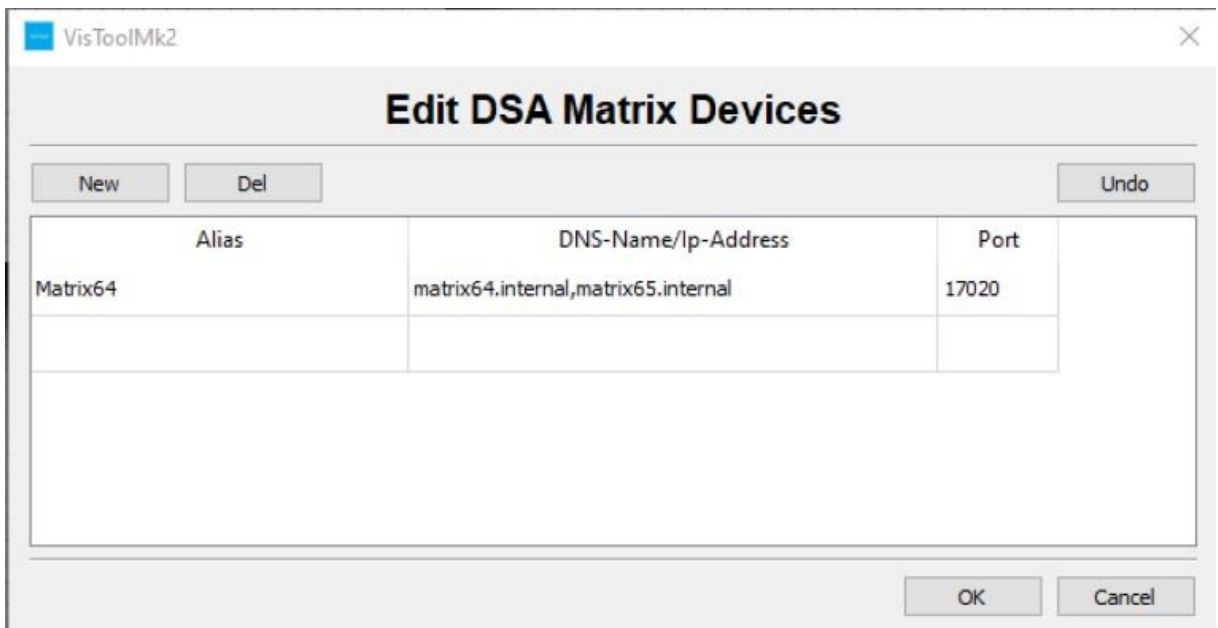 VisToolMk2
Edit DSA Matrix Devices
New Del Undo
Alias DNS-Name/Ip-Address Port
Matrix64 matrix64.internal,matrix65.internal 17020
OK Cancel